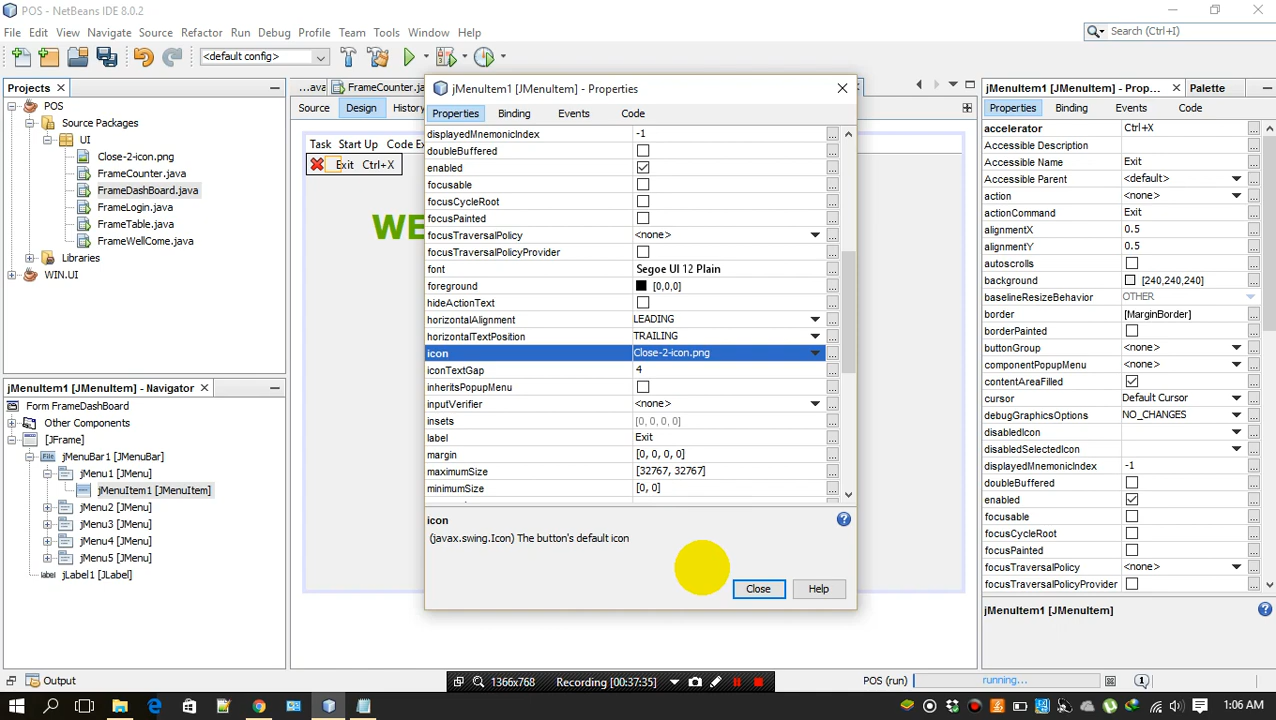 POS - NetBeans IDE 8.0.2
File Edit View Navigate Source Refactor Run Debug Profile Team Tools Window Help
Search (Ctrl+I)
<default config>
Projects
POS
Source Packages
UI
Close-2-icon.png
FrameCounter.java
FrameDashBoard.java
FrameLogin.java
FrameTable.java
FrameWellCome.java
Libraries
WIN.UI
jMenuItem1 [JMenuItem] - Navigator
Form FrameDashBoard
Other Components
[JFrame]
jMenuBar1 [JMenuBar]
jMenu1 [JMenu]
jMenuItem1 [JMenuItem]
jMenu2 [JMenu]
jMenu3 [JMenu]
jMenu4 [JMenu]
jMenu5 [JMenu]
label jLabel1 [JLabel]
Output
...ava FrameCounter.jav
Source Design History
Task Start Up Code Ex
Exit Ctrl+X
WE
jMenuItem1 [JMenuItem] - Properties
Properties Binding Events Code
displayedMnemonicIndex -1
doubleBuffered
enabled
focusable
focusCycleRoot
focusPainted
focusTraversalPolicy <none>
focusTraversalPolicyProvider
font Segoe UI 12 Plain
foreground [0,0,0]
hideActionText
horizontalAlignment LEADING
horizontalTextPosition TRAILING
icon Close-2-icon.png
iconTextGap 4
inheritsPopupMenu
inputVerifier <none>
insets [0, 0, 0, 0]
label Exit
margin [0, 0, 0, 0]
maximumSize [32767, 32767]
minimumSize [0, 0]
icon
(javax.swing.Icon) The button's default icon
Close Help
jMenuItem1 [JMenuItem] - Prop... Palette
Properties Binding Events Code
accelerator Ctrl+X
Accessible Description
Accessible Name Exit
Accessible Parent <default>
action <none>
actionCommand Exit
alignmentX 0.5
alignmentY 0.5
autoscrolls
background [240,240,240]
baselineResizeBehavior OTHER
border [MarginBorder]
borderPainted
buttonGroup <none>
componentPopupMenu <none>
contentAreaFilled
cursor Default Cursor
debugGraphicsOptions NO_CHANGES
disabledIcon
disabledSelectedIcon
displayedMnemonicIndex -1
doubleBuffered
enabled
focusable
focusCycleRoot
focusPainted
focusTraversalPolicy <none>
focusTraversalPolicyProvider
jMenuItem1 [JMenuItem]
1366x768 Recording [00:37:35]
POS (run) running...
1:06 AM